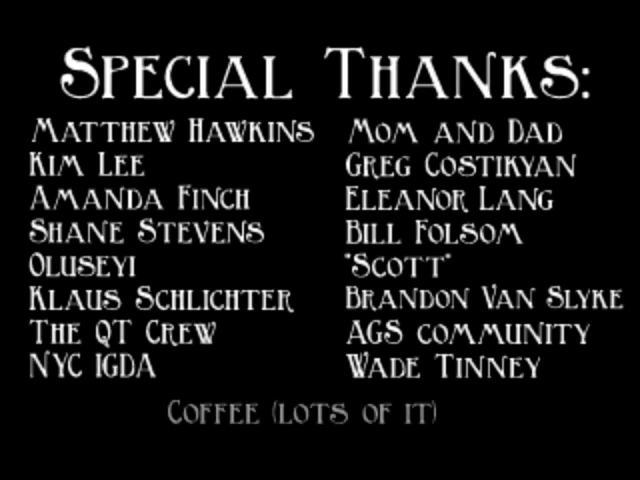 Special Thanks:
Matthew Hawkins
Kim Lee
Amanda Finch
Shane Stevens
Oluseyi
Klaus Schlichter
The QT Crew
NYC IGDA
Mom and Dad
Greg Costikyan
Eleanor Lang
Bill Folsom
"Scott"
Brandon Van Slyke
AGS community
Wade Tinney
Coffee (lots of it)